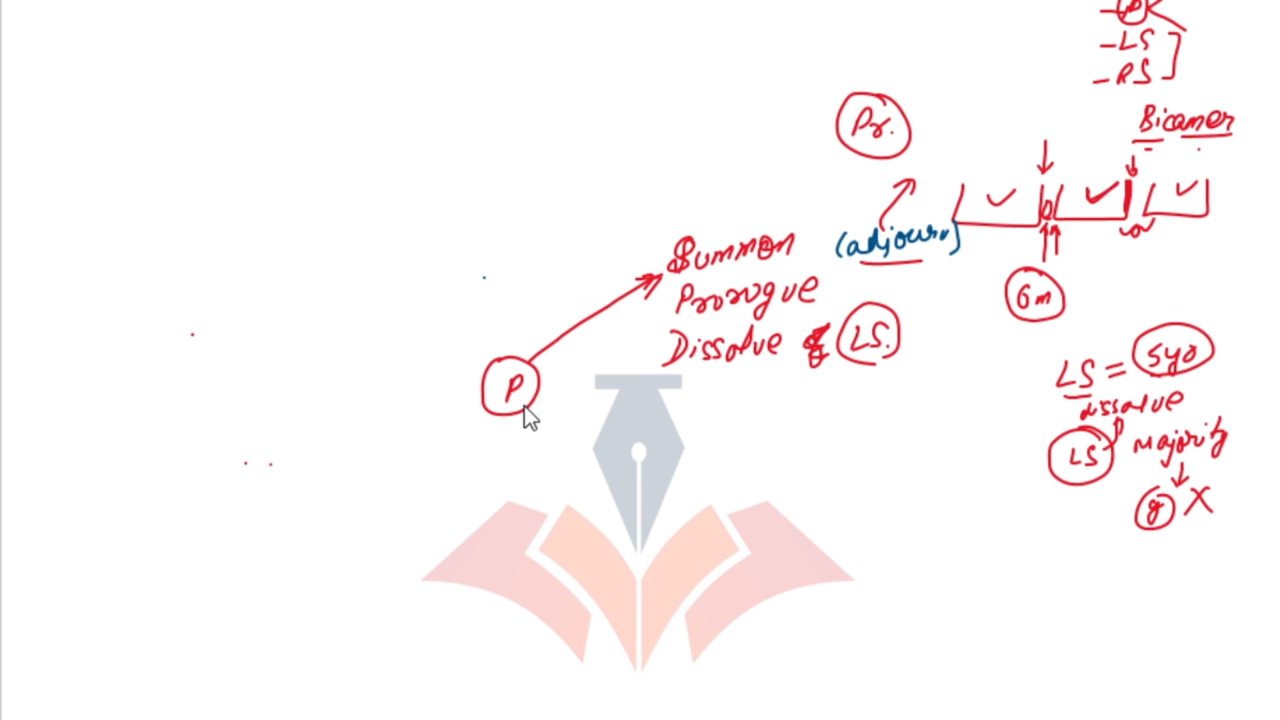 -LS
-RS
Bicamer
Pr.
Summon (adjourn)
Prorogue
Dissolve LS.
6m
P
LS = 5yr
dissolve
LS majority
g X